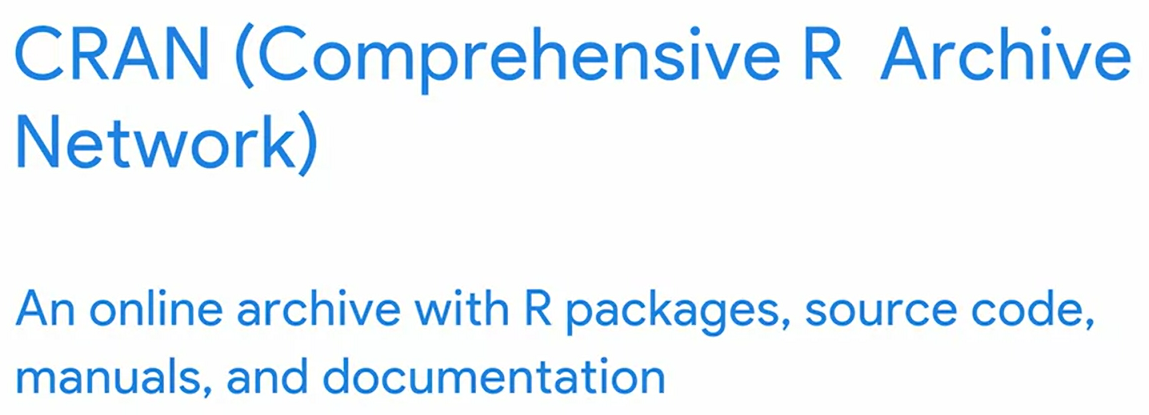 CRAN (Comprehensive R Archive
Network)
An online archive with R packages, source code,
manuals, and documentation